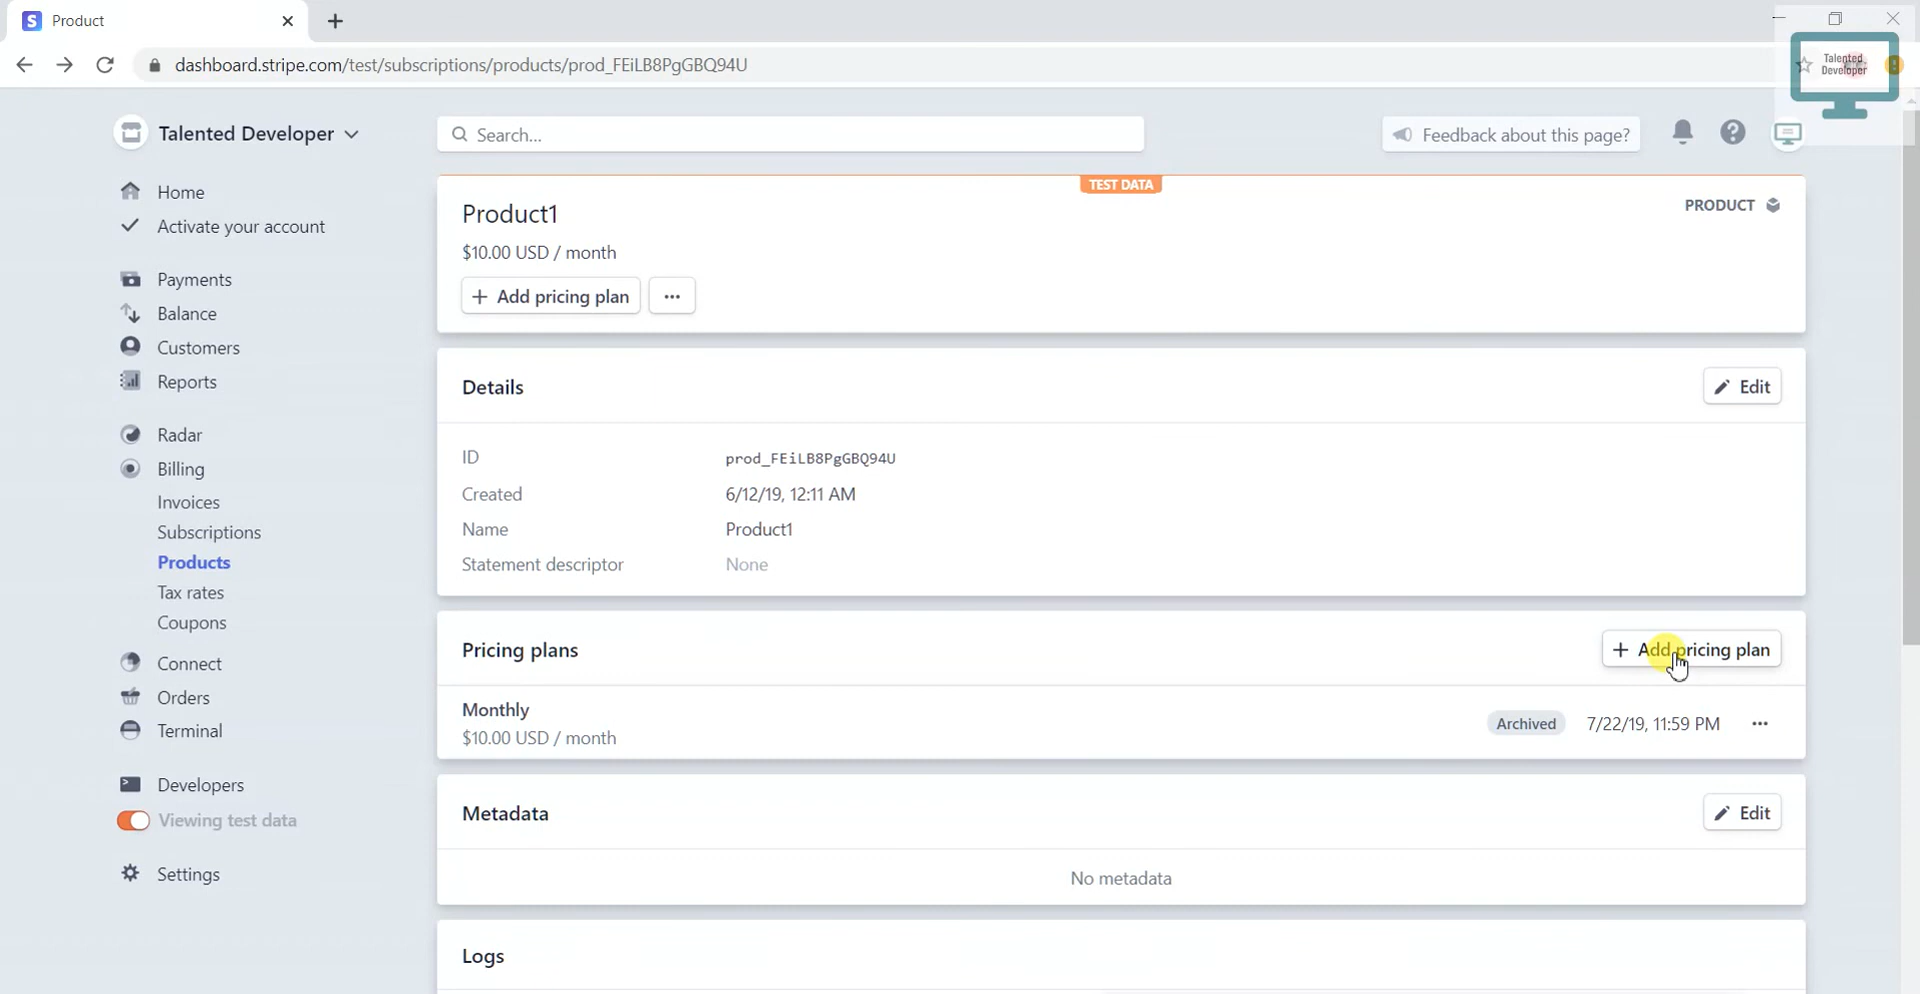 Product
dashboard.stripe.com/test/subscriptions/products/prod_FEiLB8PgGBQ94U
Talented
Developer
Talented Developer
Search...
Feedback about this page?
Home
Activate your account
Payments
Balance
Customers
Reports
Radar
Billing
Invoices
Subscriptions
Products
Tax rates
Coupons
Connect
Orders
Terminal
Developers
Viewing test data
Settings
TEST DATA
Product1
PRODUCT
$10.00 USD / month
+ Add pricing plan
Details
Edit
ID prod_FEiLB8PgGBQ94U
Created 6/12/19, 12:11 AM
Name Product1
Statement descriptor None
Pricing plans
+ Add pricing plan
Monthly
$10.00 USD / month
Archived 7/22/19, 11:59 PM
Metadata
Edit
No metadata
Logs